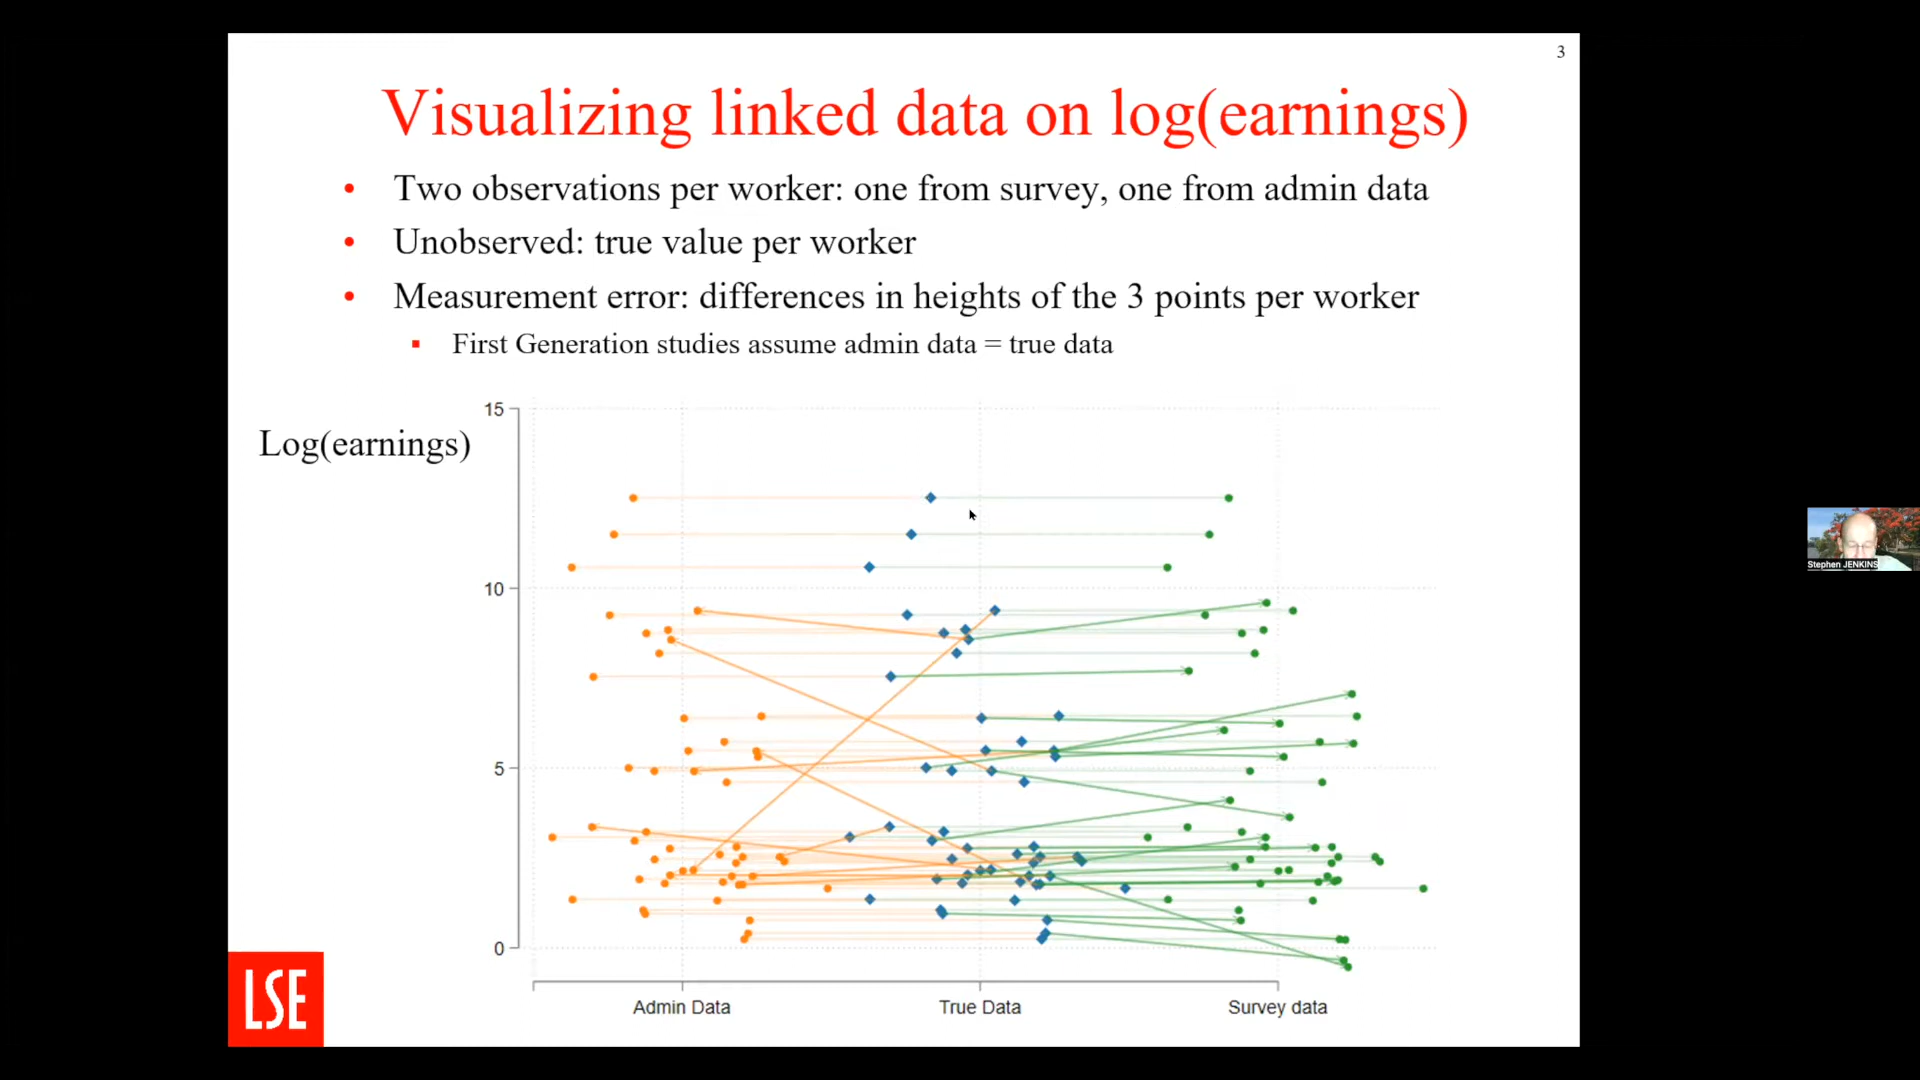 3
Visualizing linked data on log(earnings)
• Two observations per worker: one from survey, one from admin data
• Unobserved: true value per worker
• Measurement error: differences in heights of the 3 points per worker
▪ First Generation studies assume admin data = true data
Log(earnings)
15
10
5
0
Admin Data True Data Survey data
LSE
Stephen JENKINS